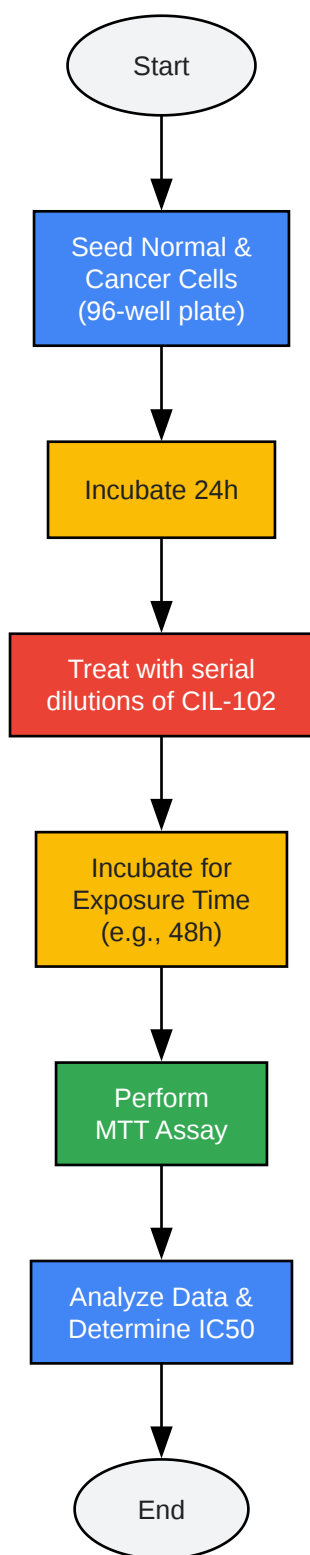 Start
Seed Normal &
Cancer Cells
(96-well plate)
Incubate 24h
Treat with serial
dilutions of CIL-102
Incubate for
Exposure Time
(e.g., 48h)
Perform
MTT Assay
Analyze Data &
Determine IC50
End